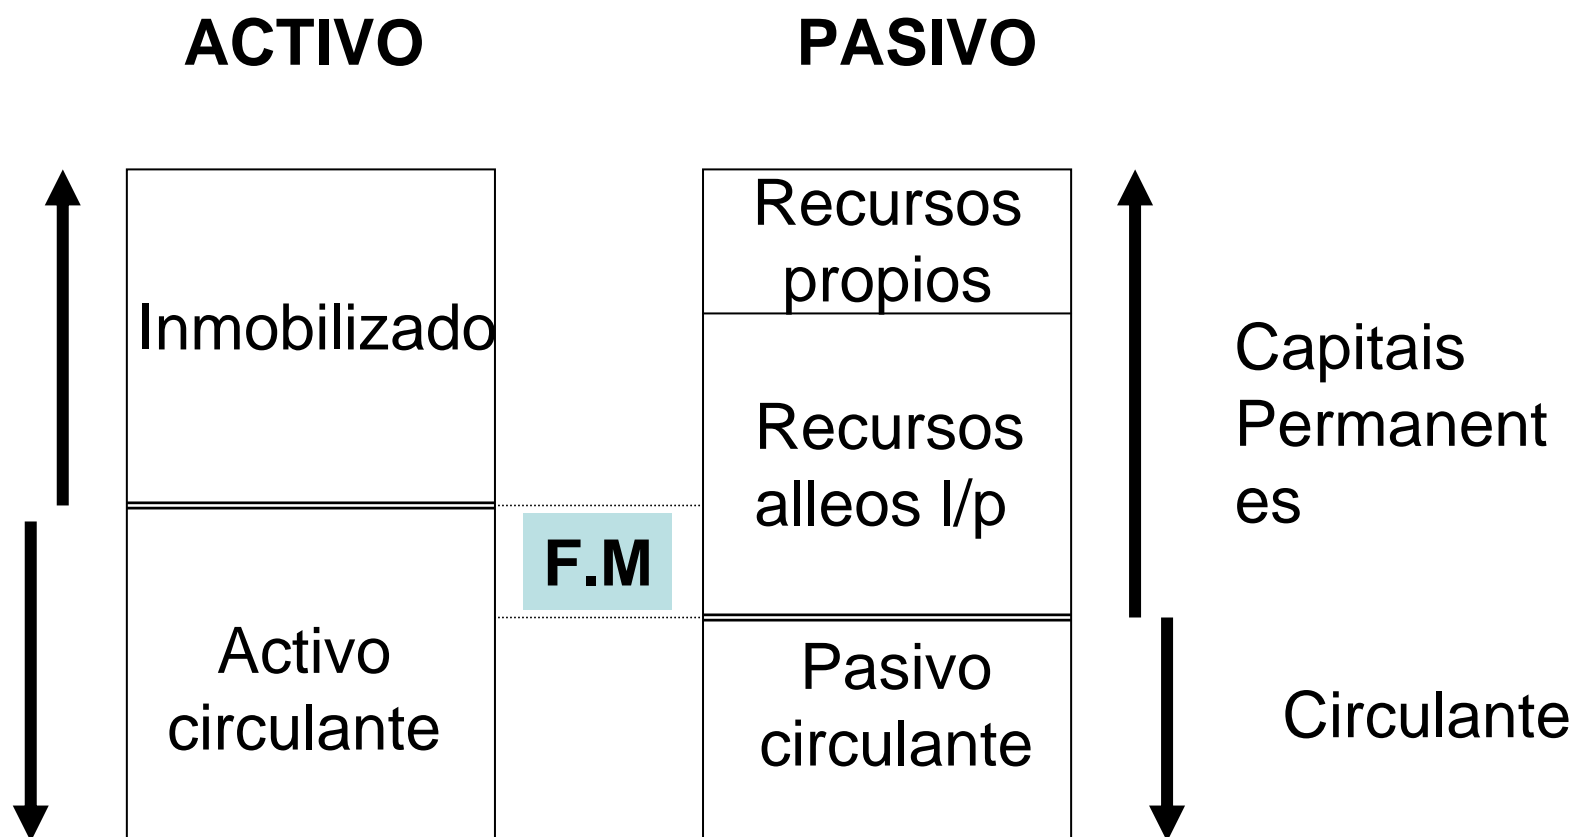 ACTIVO
PASIVO
Inmobilizado
Activo
circulante
F.M
Recursos
propios
Recursos
alleos l/p
Pasivo
circulante
Capitais
Permanent
es
Circulante